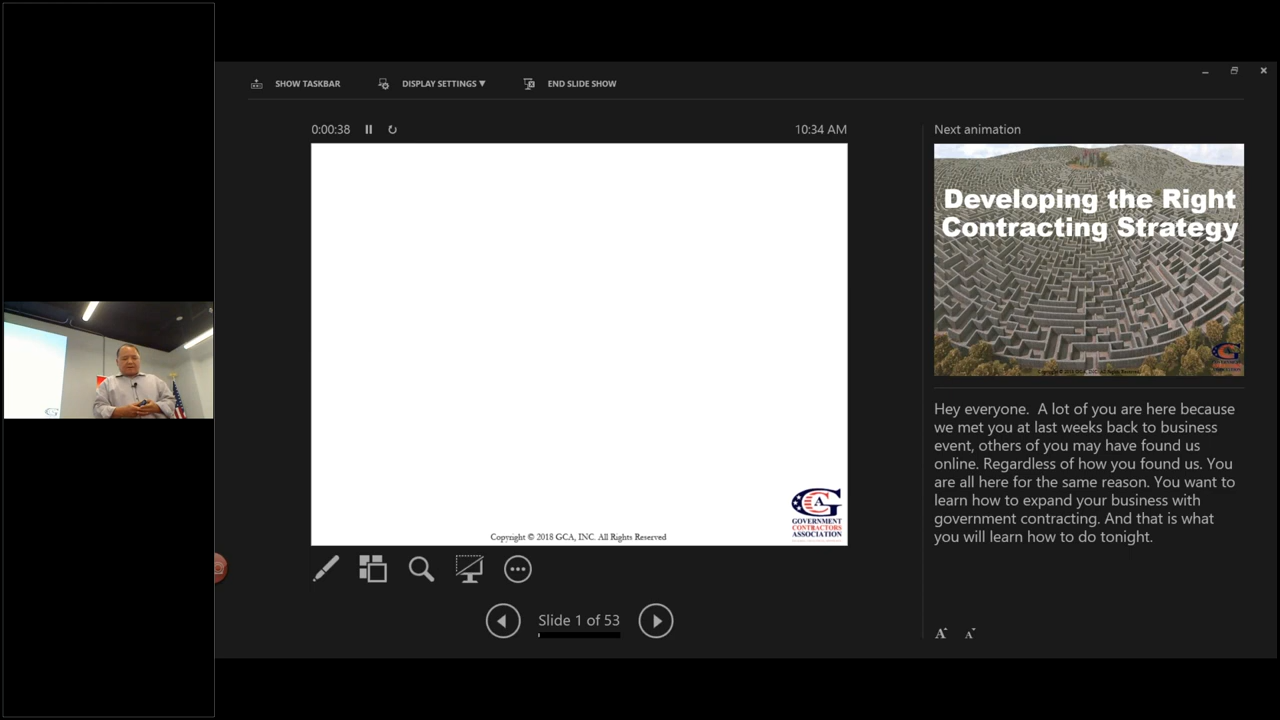 SHOW TASKBAR
DISPLAY SETTINGS ▼
END SLIDE SHOW
0:00:38
10:34 AM
Next animation
Developing the Right
Contracting Strategy
GCA
GOVERNMENT
CONTRACTORS
ASSOCIATION
Copyright © 2018 GCA, INC. All Rights Reserved
Hey everyone. A lot of you are here because
we met you at last weeks back to business
event, others of you may have found us
online. Regardless of how you found us. You
are all here for the same reason. You want to
learn how to expand your business with
government contracting. And that is what
you will learn how to do tonight.
Slide 1 of 53
A A